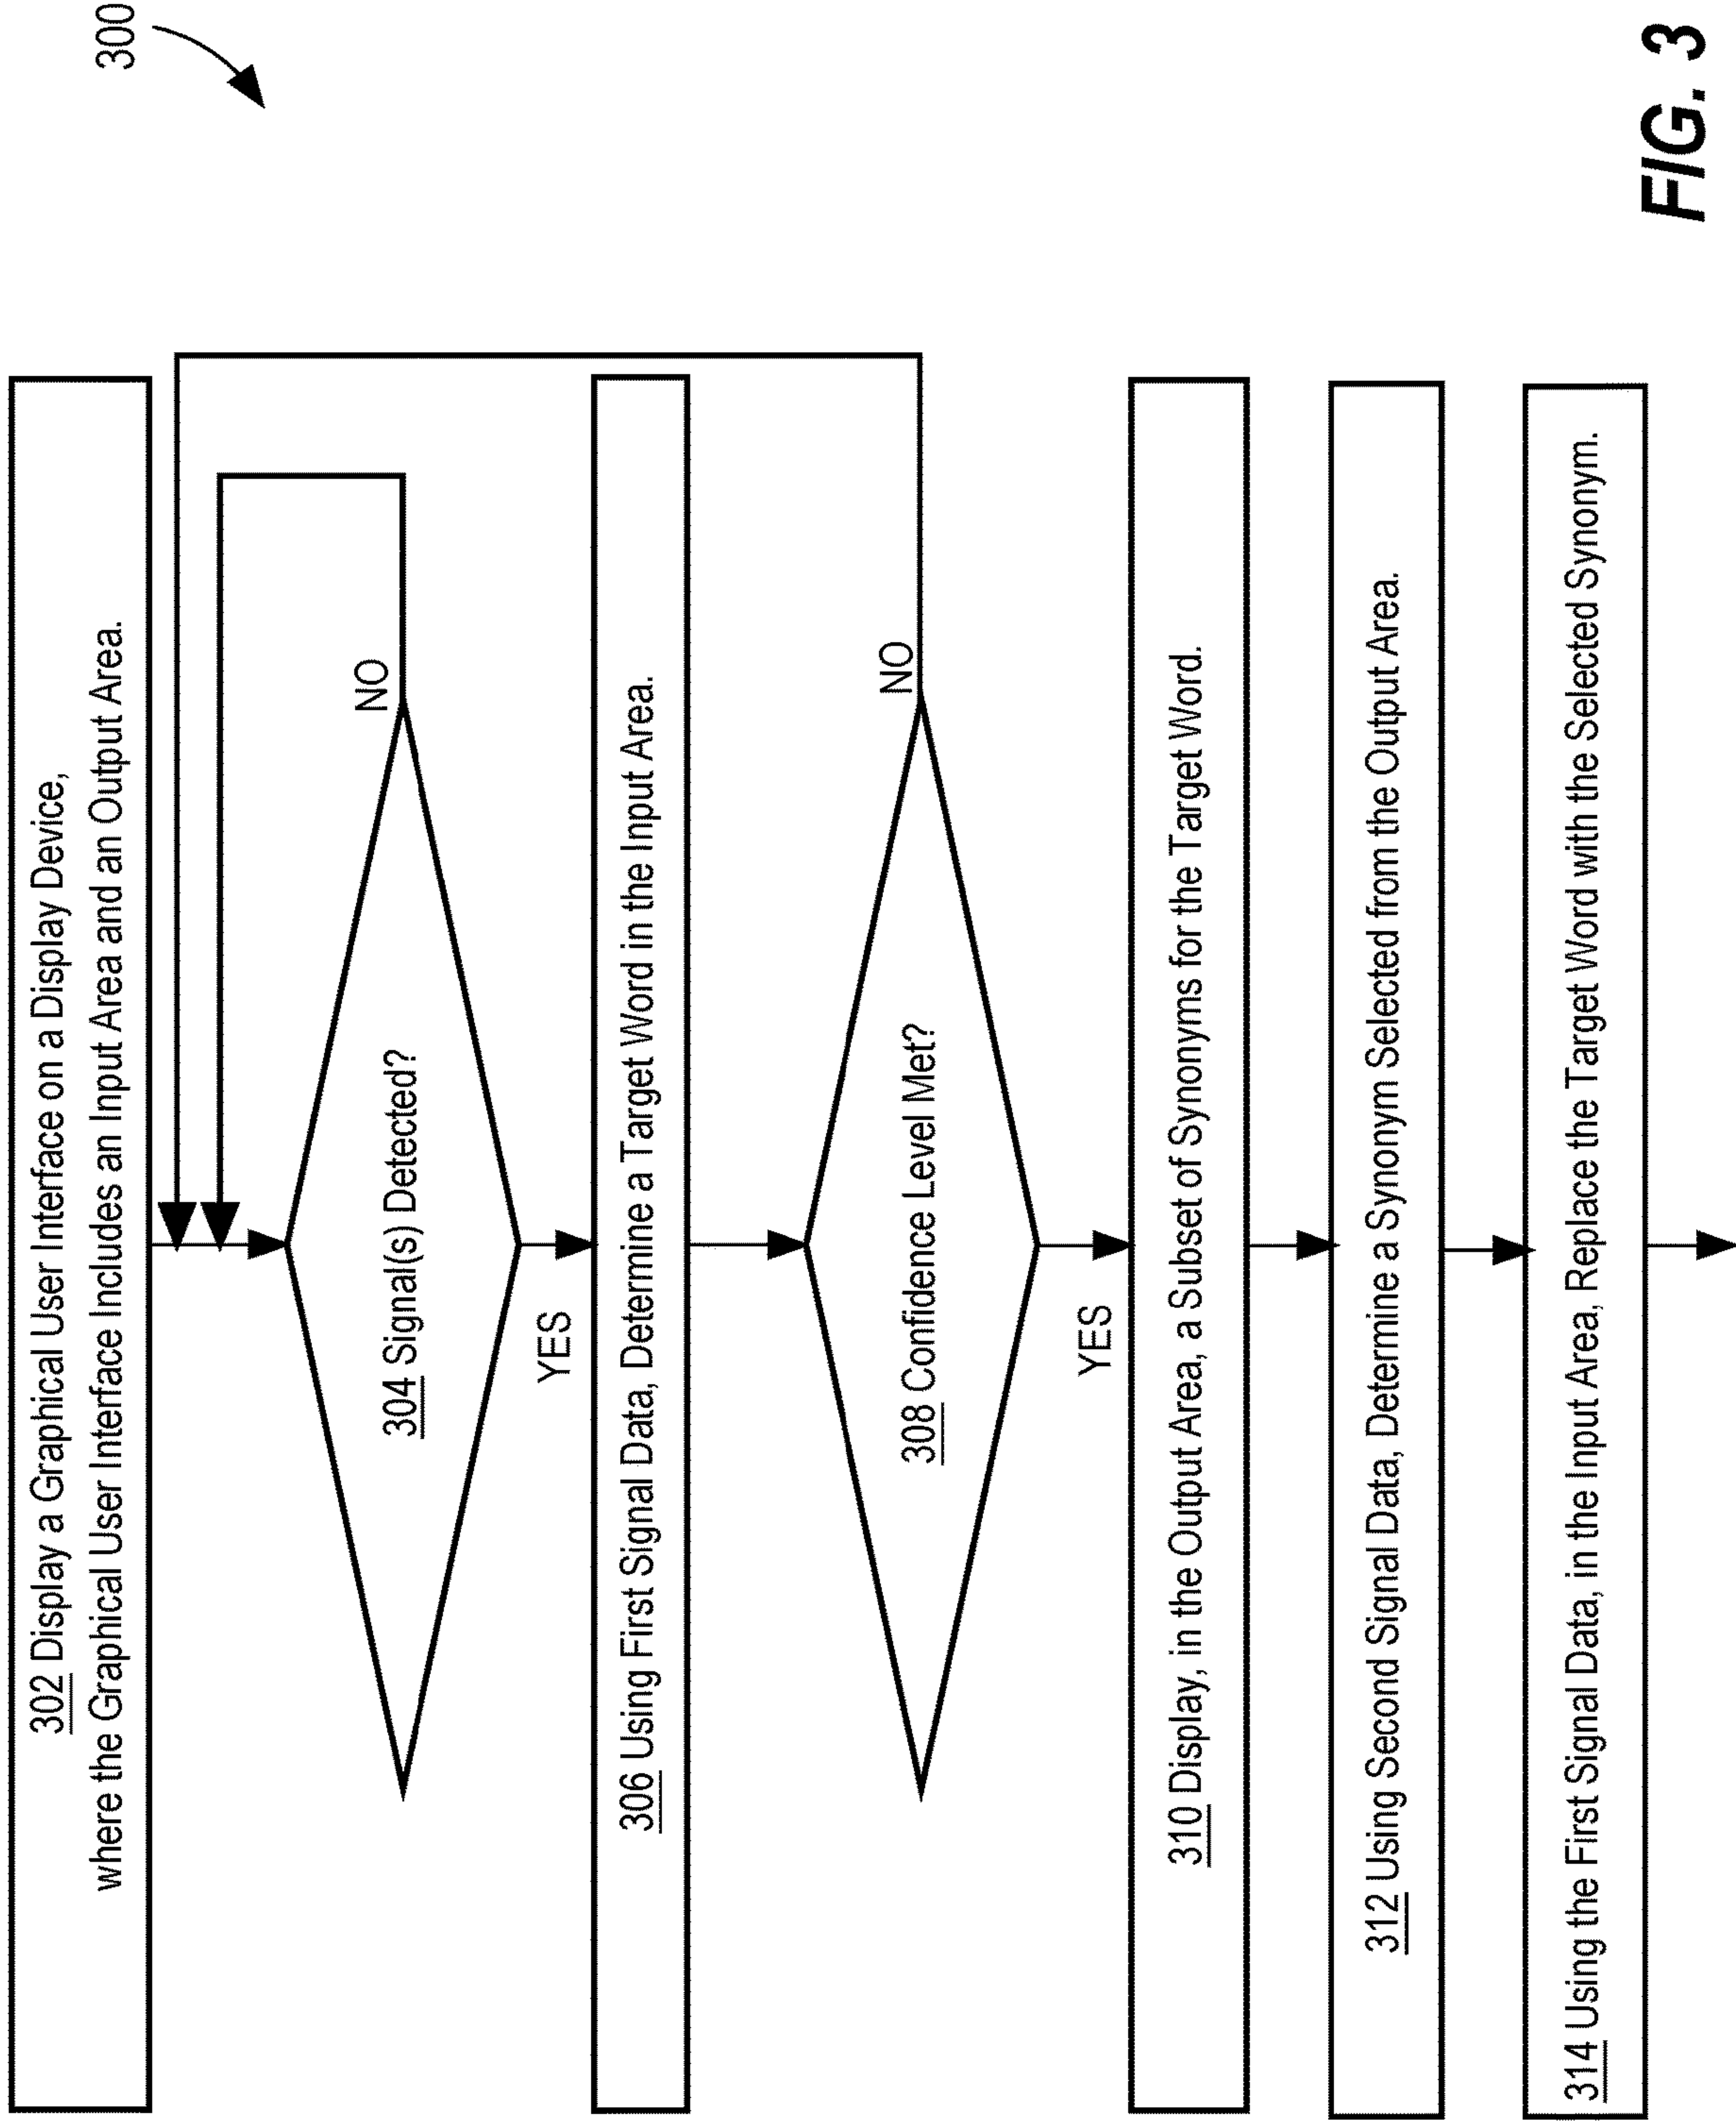 300
302 Display a Graphical User Interface on a Display Device,
where the Graphical User Interface Includes an Input Area and an Output Area.
304 Signal(s) Detected?
NO
YES
306 Using First Signal Data, Determine a Target Word in the Input Area.
308 Confidence Level Met?
NO
YES
310 Display, in the Output Area, a Subset of Synonyms for the Target Word.
312 Using Second Signal Data, Determine a Synonym Selected from the Output Area.
314 Using the First Signal Data, in the Input Area, Replace the Target Word with the Selected Synonym.
FIG. 3